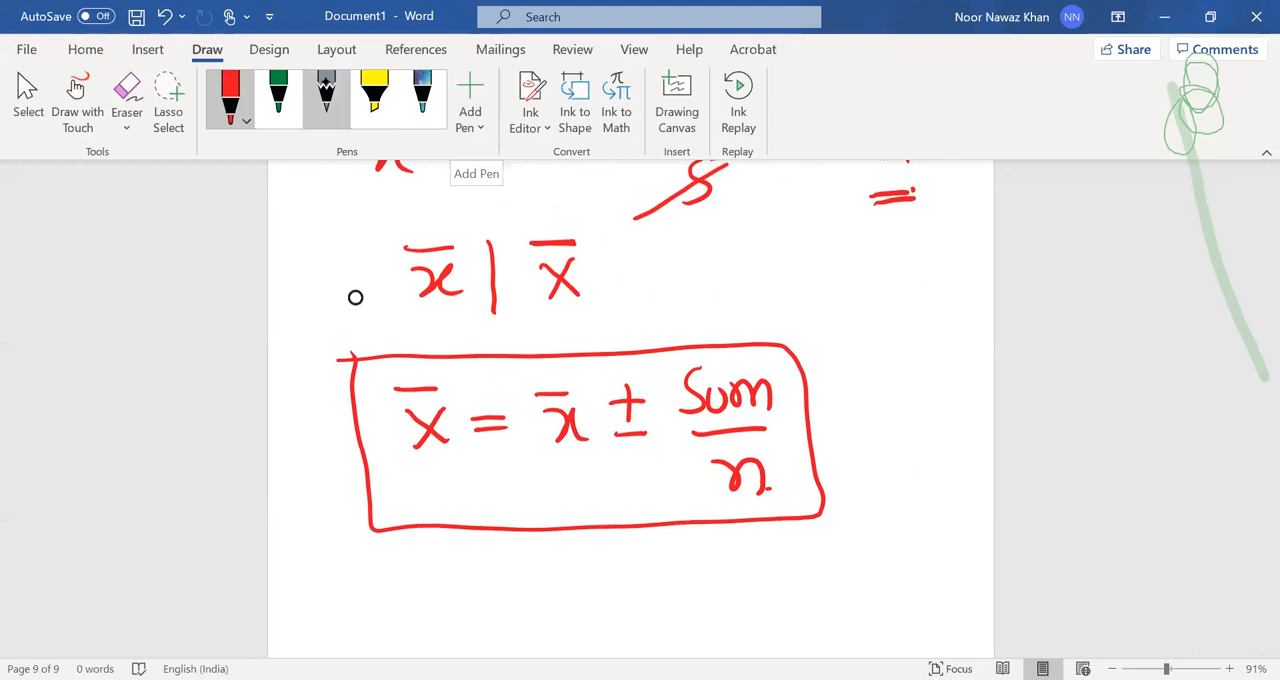 AutoSave Off Document1 - Word Search Noor Nawaz Khan NN
File Home Insert Draw Design Layout References Mailings Review View Help Acrobat Share Comments
Select Draw with Touch Eraser Lasso Select Add Pen Ink Editor Ink to Shape Ink to Math Drawing Canvas Ink Replay
Tools Pens Convert Insert Replay
Add Pen
x̄ | X̄
X̄ = x̄ ± Sum/n
Page 9 of 9 0 words English (India) Focus 91%